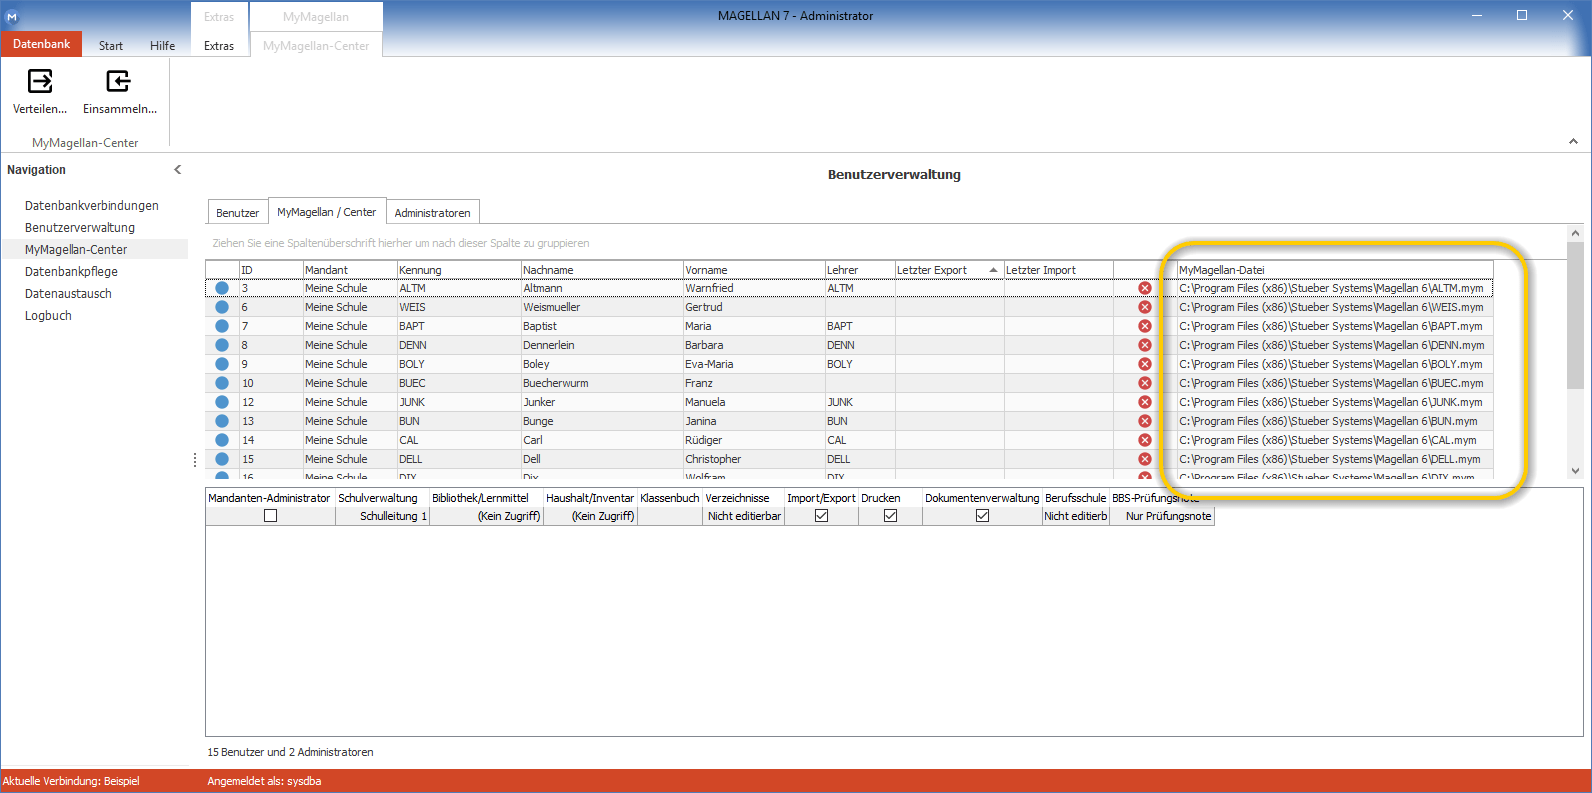 M
Extras
MyMagellan
MAGELLAN 7 - Administrator
Datenbank
Start
Hilfe
Extras
MyMagellan-Center
Verteilen...
Einsammeln...
MyMagellan-Center
Navigation
Datenbankverbindungen
Benutzerverwaltung
MyMagellan-Center
Datenbankpflege
Datenaustausch
Logbuch
Benutzerverwaltung
Benutzer
MyMagellan / Center
Administratoren
Ziehen Sie eine Spaltenüberschrift hierher um nach dieser Spalte zu gruppieren
ID Mandant Kennung Nachname Vorname Lehrer Letzter Export Letzter Import MyMagellan-Datei
3 Meine Schule ALTM Altmann Warnfried ALTM C:\Program Files (x86)\Stueber Systems\Magellan 6\ALTM.mym
6 Meine Schule WEIS Weismueller Gertrud C:\Program Files (x86)\Stueber Systems\Magellan 6\WEIS.mym
7 Meine Schule BAPT Baptist Maria BAPT C:\Program Files (x86)\Stueber Systems\Magellan 6\BAPT.mym
8 Meine Schule DENN Dennerlein Barbara DENN C:\Program Files (x86)\Stueber Systems\Magellan 6\DENN.mym
9 Meine Schule BOLY Boley Eva-Maria BOLY C:\Program Files (x86)\Stueber Systems\Magellan 6\BOLY.mym
10 Meine Schule BUEC Buecherwurm Franz C:\Program Files (x86)\Stueber Systems\Magellan 6\BUEC.mym
12 Meine Schule JUNK Junker Manuela JUNK C:\Program Files (x86)\Stueber Systems\Magellan 6\JUNK.mym
13 Meine Schule BUN Bunge Janina BUN C:\Program Files (x86)\Stueber Systems\Magellan 6\BUN.mym
14 Meine Schule CAL Carl Rüdiger CAL C:\Program Files (x86)\Stueber Systems\Magellan 6\CAL.mym
15 Meine Schule DELL Dell Christopher DELL C:\Program Files (x86)\Stueber Systems\Magellan 6\DELL.mym
16 Meine Schule DIX Dix Wolfram DIX C:\Program Files (x86)\Stueber Systems\Magellan 6\DIX.mym
Mandanten-Administrator Schulverwaltung Bibliothek/Lernmittel Haushalt/Inventar Klassenbuch Verzeichnisse Import/Export Drucken Dokumentenverwaltung Berufsschule BBS-Prüfungsnote
Schulleitung 1 (Kein Zugriff) (Kein Zugriff) Nicht editierbar Nicht editierb Nur Prüfungsnote
15 Benutzer und 2 Administratoren
Aktuelle Verbindung: Beispiel
Angemeldet als: sysdba